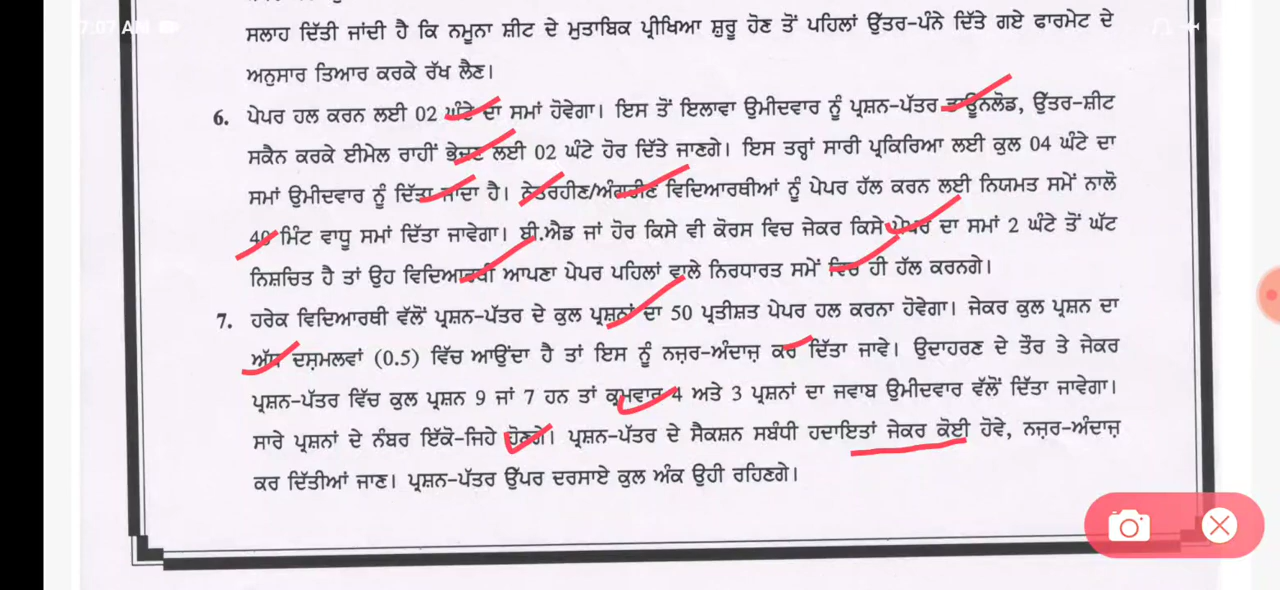 7:07 AM
ਸਲਾਹ ਦਿੱਤੀ ਜਾਂਦੀ ਹੈ ਕਿ ਨਮੂਨਾ ਸ਼ੀਟ ਦੇ ਮੁਤਾਬਿਕ ਪ੍ਰੀਖਿਆ ਸ਼ੁਰੂ ਹੋਣ ਤੋਂ ਪਹਿਲਾਂ ਉੱਤਰ-ਪੰਨੇ ਦਿੱਤੇ ਗਏ ਫਾਰਮੇਟ ਦੇ
ਅਨੁਸਾਰ ਤਿਆਰ ਕਰਕੇ ਰੱਖ ਲੈਣ।
6. ਪੇਪਰ ਹਲ ਕਰਨ ਲਈ 02 ਘੰਟੇ ਦਾ ਸਮਾਂ ਹੋਵੇਗਾ। ਇਸ ਤੋਂ ਇਲਾਵਾ ਉਮੀਦਵਾਰ ਨੂੰ ਪ੍ਰਸ਼ਨ-ਪੱਤਰ ਡਾਊਨਲੋਡ, ਉੱਤਰ-ਸ਼ੀਟ
ਸਕੈਨ ਕਰਕੇ ਈਮੇਲ ਰਾਹੀਂ ਭੇਜਣ ਲਈ 02 ਘੰਟੇ ਹੋਰ ਦਿੱਤੇ ਜਾਣਗੇ। ਇਸ ਤਰ੍ਹਾਂ ਸਾਰੀ ਪ੍ਰਕਿਰਿਆ ਲਈ ਕੁਲ 04 ਘੰਟੇ ਦਾ
ਸਮਾਂ ਉਮੀਦਵਾਰ ਨੂੰ ਦਿੱਤਾ ਜਾਂਦਾ ਹੈ। ਨੇਤਰਹੀਣ/ਅੰਗਹੀਣ ਵਿਦਿਆਰਥੀਆਂ ਨੂੰ ਪੇਪਰ ਹੱਲ ਕਰਨ ਲਈ ਨਿਯਮਤ ਸਮੇਂ ਨਾਲੋ
40 ਮਿੰਟ ਵਾਧੂ ਸਮਾਂ ਦਿੱਤਾ ਜਾਵੇਗਾ। ਬੀ.ਐਡ ਜਾਂ ਹੋਰ ਕਿਸੇ ਵੀ ਕੋਰਸ ਵਿਚ ਜੇਕਰ ਕਿਸੇ ਪੇਪਰ ਦਾ ਸਮਾਂ 2 ਘੰਟੇ ਤੋਂ ਘੱਟ
ਨਿਸ਼ਚਿਤ ਹੈ ਤਾਂ ਉਹ ਵਿਦਿਆਰਥੀ ਆਪਣਾ ਪੇਪਰ ਪਹਿਲਾਂ ਵਾਲੇ ਨਿਰਧਾਰਤ ਸਮੇਂ ਵਿਚ ਹੀ ਹੱਲ ਕਰਨਗੇ।
7. ਹਰੇਕ ਵਿਦਿਆਰਥੀ ਵੱਲੋਂ ਪ੍ਰਸ਼ਨ-ਪੱਤਰ ਦੇ ਕੁਲ ਪ੍ਰਸ਼ਨਾਂ ਦਾ 50 ਪ੍ਰਤੀਸ਼ਤ ਪੇਪਰ ਹਲ ਕਰਨਾ ਹੋਵੇਗਾ। ਜੇਕਰ ਕੁਲ ਪ੍ਰਸ਼ਨ ਦਾ
ਅੱਧ ਦਸ਼ਮਲਵਾਂ (0.5) ਵਿੱਚ ਆਉਂਦਾ ਹੈ ਤਾਂ ਇਸ ਨੂੰ ਨਜ਼ਰ-ਅੰਦਾਜ਼ ਕਰ ਦਿੱਤਾ ਜਾਵੇ। ਉਦਾਹਰਣ ਦੇ ਤੌਰ ਤੇ ਜੇਕਰ
ਪ੍ਰਸ਼ਨ-ਪੱਤਰ ਵਿੱਚ ਕੁਲ ਪ੍ਰਸ਼ਨ 9 ਜਾਂ 7 ਹਨ ਤਾਂ ਕ੍ਰਮਵਾਰ 4 ਅਤੇ 3 ਪ੍ਰਸ਼ਨਾਂ ਦਾ ਜਵਾਬ ਉਮੀਦਵਾਰ ਵੱਲੋਂ ਦਿੱਤਾ ਜਾਵੇਗਾ।
ਸਾਰੇ ਪ੍ਰਸ਼ਨਾਂ ਦੇ ਨੰਬਰ ਇੱਕੋ-ਜਿਹੇ ਹੋਣਗੇ। ਪ੍ਰਸ਼ਨ-ਪੱਤਰ ਦੇ ਸੈਕਸ਼ਨ ਸਬੰਧੀ ਹਦਾਇਤਾਂ ਜੇਕਰ ਕੋਈ ਹੋਵੇ, ਨਜ਼ਰ-ਅੰਦਾਜ਼
ਕਰ ਦਿੱਤੀਆਂ ਜਾਣ। ਪ੍ਰਸ਼ਨ-ਪੱਤਰ ਉੱਪਰ ਦਰਸਾਏ ਕੁਲ ਅੰਕ ਉਹੀ ਰਹਿਣਗੇ।